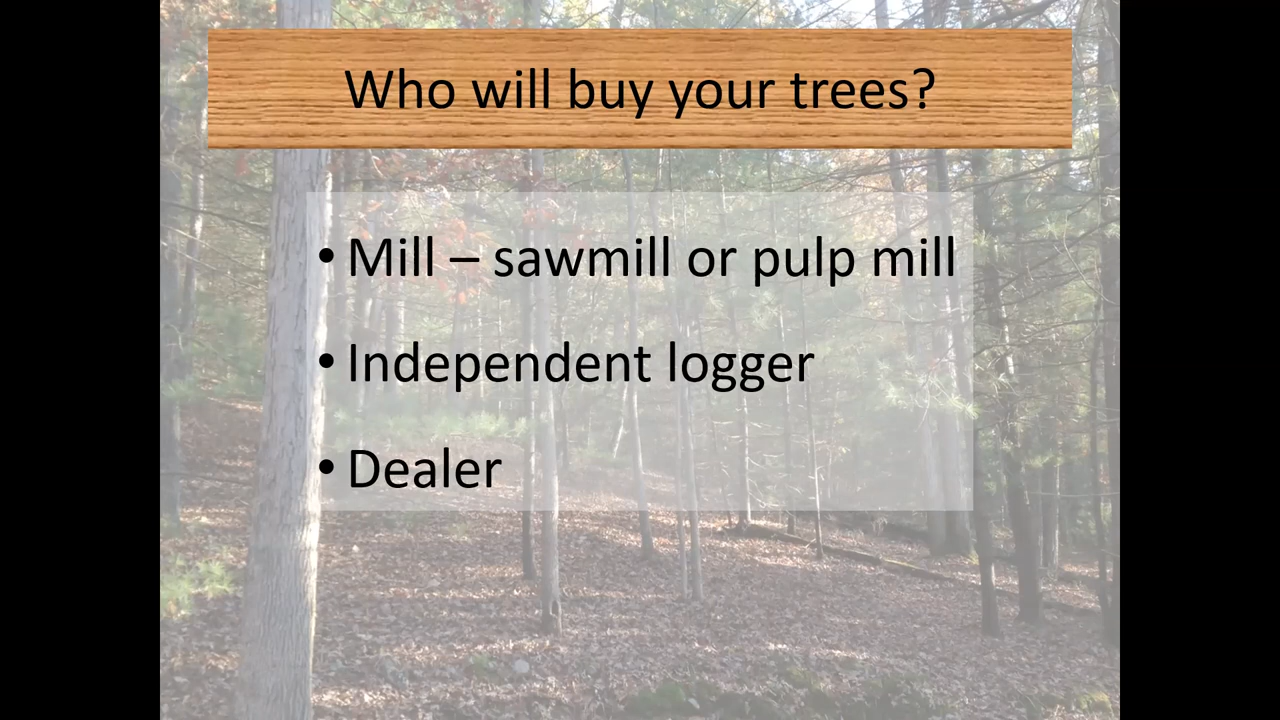 Who will buy your trees?
• Mill – sawmill or pulp mill
• Independent logger
• Dealer